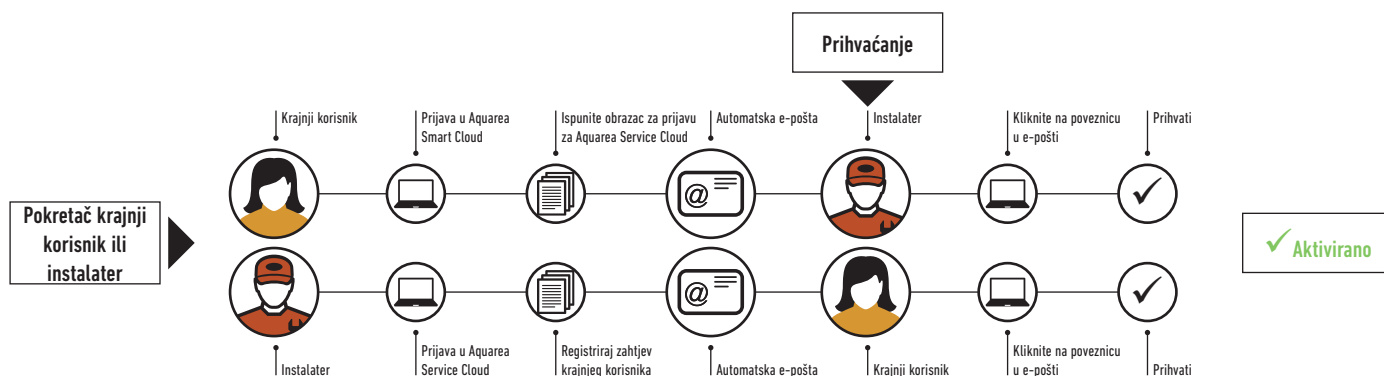 Prihvaćanje
Krajnji korisnik
Prijava u Aquarea
Smart Cloud
Ispunite obrazac za prijavu
za Aquarea Service Cloud
Automatska e-pošta
Instalater
Kliknite na poveznicu
u e-pošti
Prihvati
Pokretač krajnji
korisnik ili
instalater
@
@
Aktivirano
Instalater
Prijava u Aquarea
Service Cloud
Registriraj zahtjev
krajnjeg korisnika
Automatska e-pošta
Krajnji korisnik
Kliknite na poveznicu
u e-pošti
Prihvati